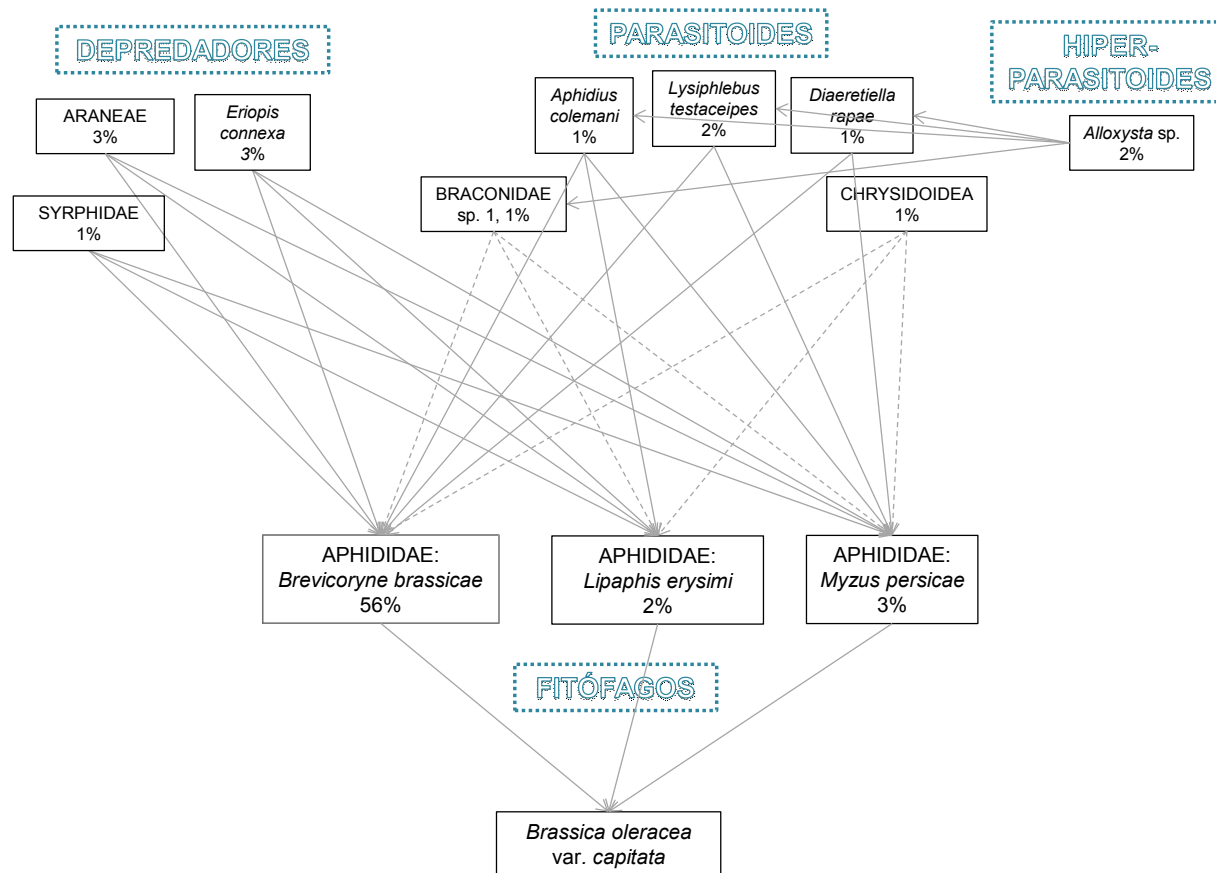 DEPREDADORES
PARASITOIDES
HIPER-
PARASITOIDES
ARANEAE
3%
Eriopis
connexa
3%
SYRPHIDAE
1%
Aphidius
colemani
1%
Lysiphlebus
testaceipes
2%
Diaeretiella
rapae
1%
Alloxysta sp.
2%
BRACONIDAE
sp. 1, 1%
CHRYSIDOIDEA
1%
APHIDIDAE:
Brevicoryne brassicae
56%
APHIDIDAE:
Lipaphis erysimi
2%
APHIDIDAE:
Myzus persicae
3%
FITÓFAGOS
Brassica oleracea
var. capitata